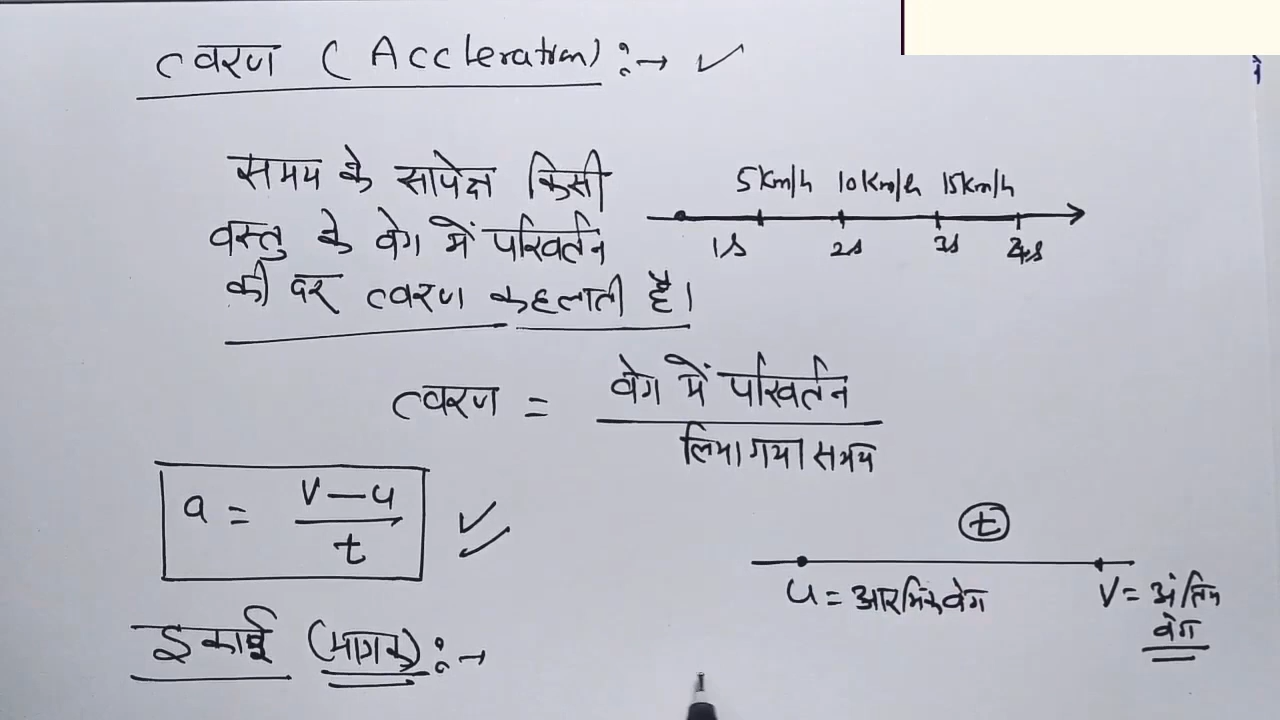 त्वरण (Accleration) :→ ✓
समय के सापेक्ष किसी
वस्तु के वेग में परिवर्तन
की दर त्वरण कहलाती है।
5Km/h 10Km/h 15Km/h
1s 2s 3s 4s
त्वरण = वेग में परिवर्तन
लिया गया समय
a = v-u
t
t
u = आरम्भिक वेग
v = अंतिम
वेग
इकाई (मात्रक) :→